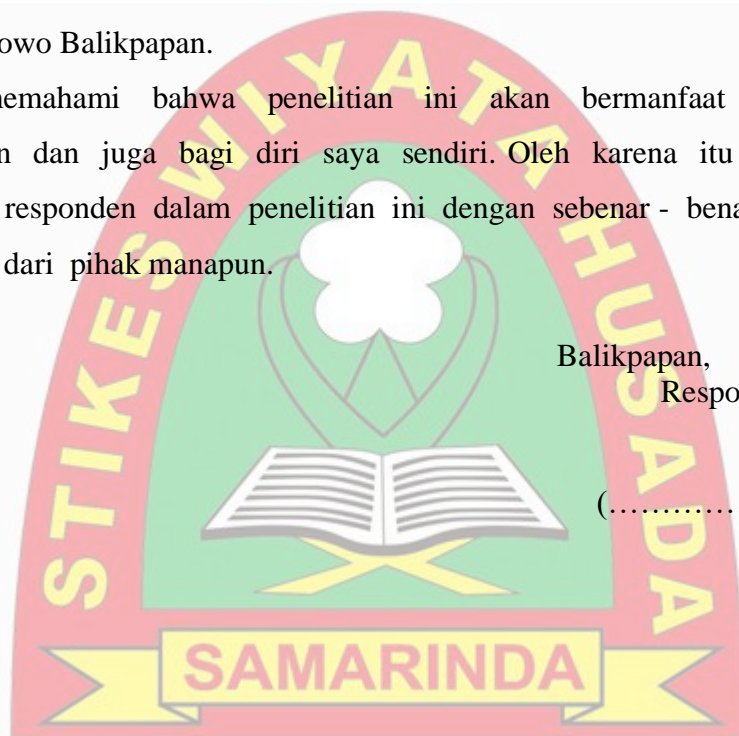 owo Balikpapan.
emahami bahwa penelitian ini akan bermanfaat
n dan juga bagi diri saya sendiri. Oleh karena itu
responden dalam penelitian ini dengan sebenar - bena
dari pihak manapun.
Balikpapan,
Respo
(…………
STIKES WIYATA HUSADA
SAMARINDA